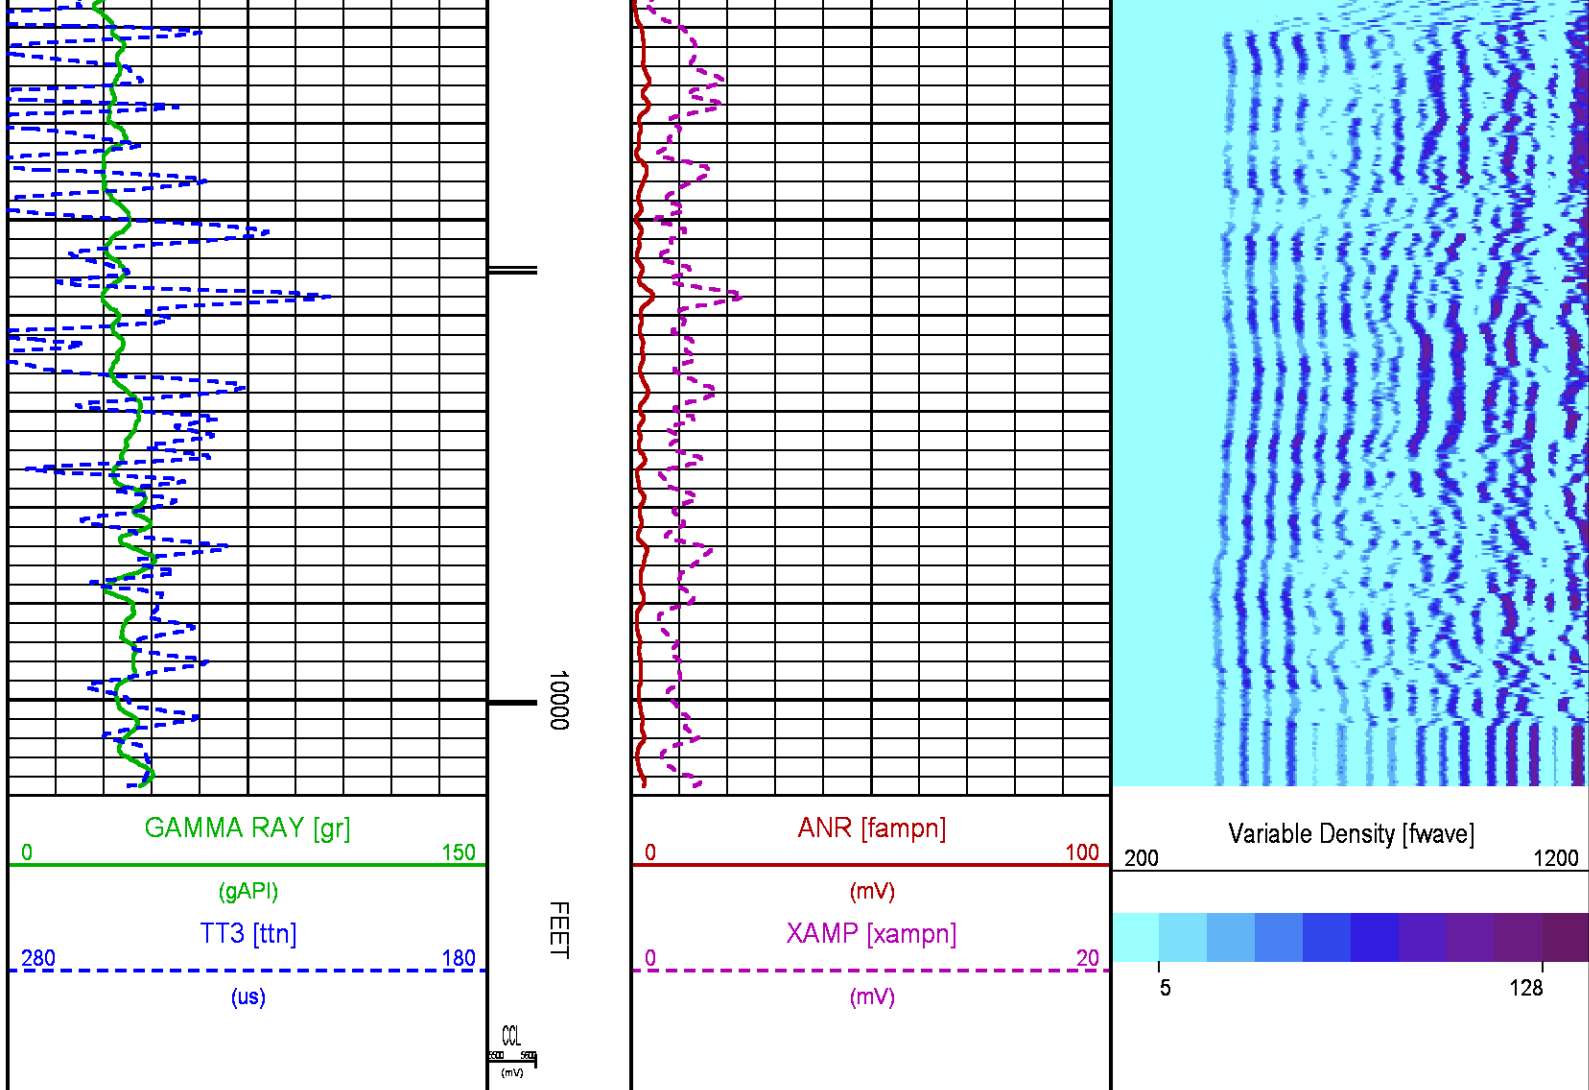 10000
GAMMA RAY [gr]
0 150
(gAPI)
TT3 [ttn]
280 180
(us)
FEET
CCL
(mV)
ANR [fampn]
0 100
(mV)
XAMP [xampn]
0 20
(mV)
Variable Density [fwave]
200 1200
5 128